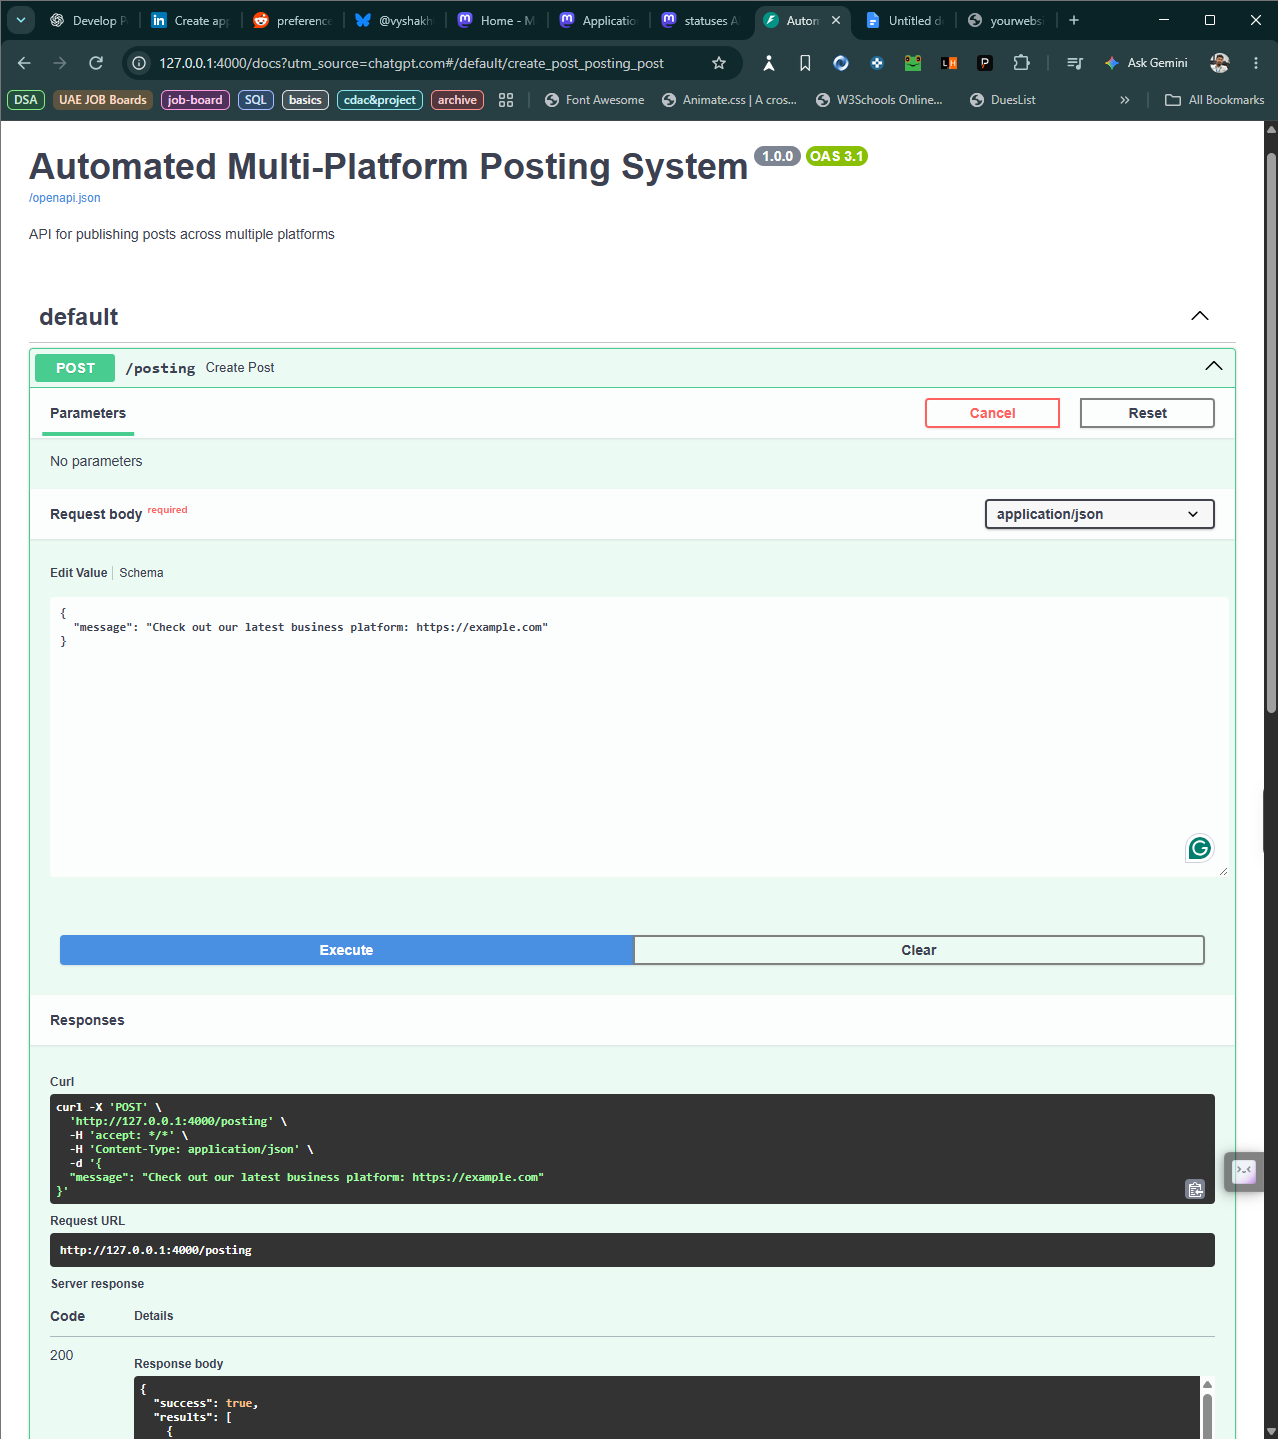 Develop P
Create app
preference
@vyshakh
Home - M
Applicatio
statuses A
Autom
Untitled d
yourwebsi
127.0.0.1:4000/docs?utm_source=chatgpt.com#/default/create_post_posting_post
Ask Gemini
DSA
UAE JOB Boards
job-board
SQL
basics
cdac&project
archive
Font Awesome
Animate.css | A cros...
W3Schools Online...
DuesList
All Bookmarks
Automated Multi-Platform Posting System 1.0.0 OAS 3.1
/openapi.json
API for publishing posts across multiple platforms
default
POST /posting Create Post
Parameters
Cancel
Reset
No parameters
Request body required
application/json
Edit Value | Schema
{
"message": "Check out our latest business platform: https://example.com"
}
Execute
Clear
Responses
Curl
curl -X 'POST' \
'http://127.0.0.1:4000/posting' \
-H 'accept: */*' \
-H 'Content-Type: application/json' \
-d '{
"message": "Check out our latest business platform: https://example.com"
}'
Request URL
http://127.0.0.1:4000/posting
Server response
Code Details
200
Response body
{
"success": true,
"results": [
{